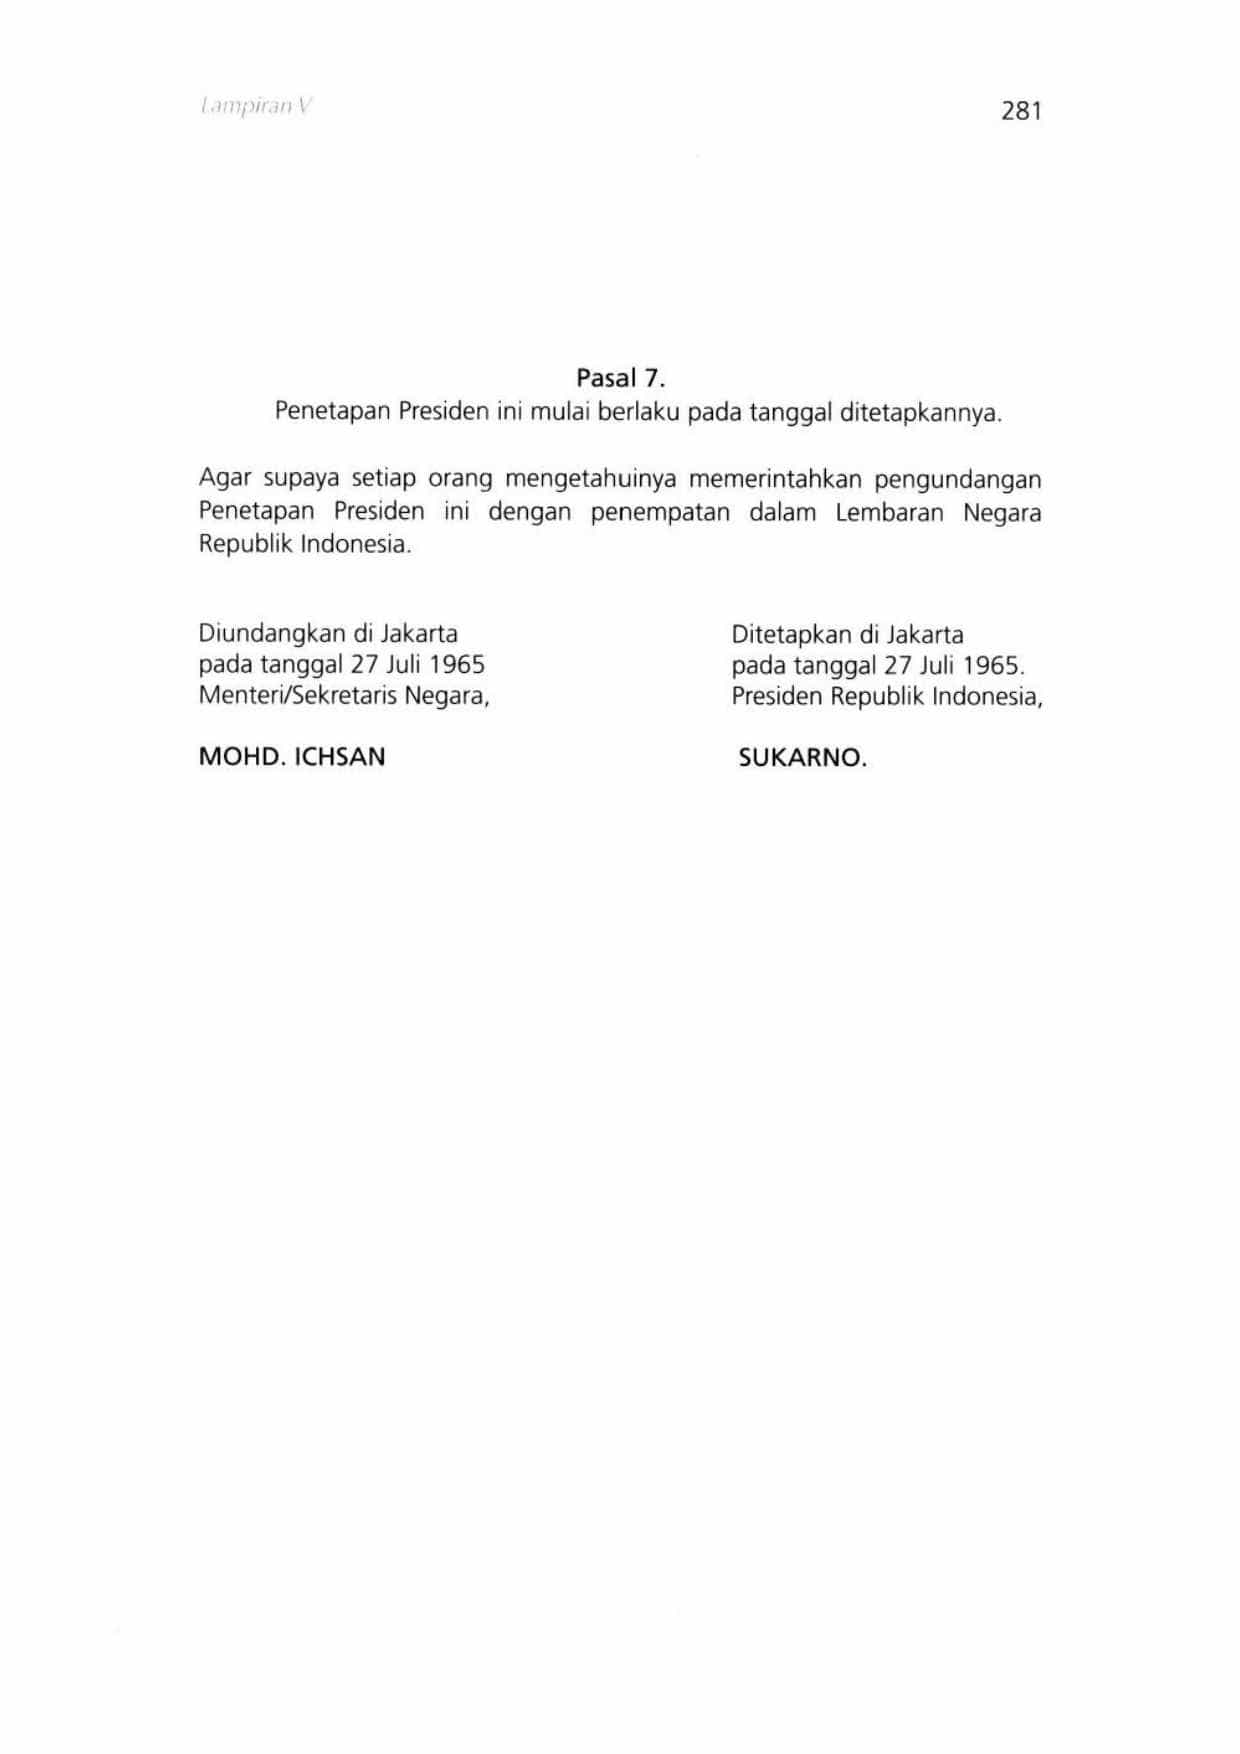 Lampiran V
281
Pasal 7.
Penetapan Presiden ini mulai berlaku pada tanggal ditetapkannya.
Agar supaya setiap orang mengetahuinya memerintahkan pengundangan
Penetapan Presiden ini dengan penempatan dalam Lembaran Negara
Republik Indonesia.
Diundangkan di Jakarta
pada tanggal 27 Juli 1965
Menteri/Sekretaris Negara,
MOHD. ICHSAN
Ditetapkan di Jakarta
pada tanggal 27 Juli 1965.
Presiden Republik Indonesia,
SUKARNO.